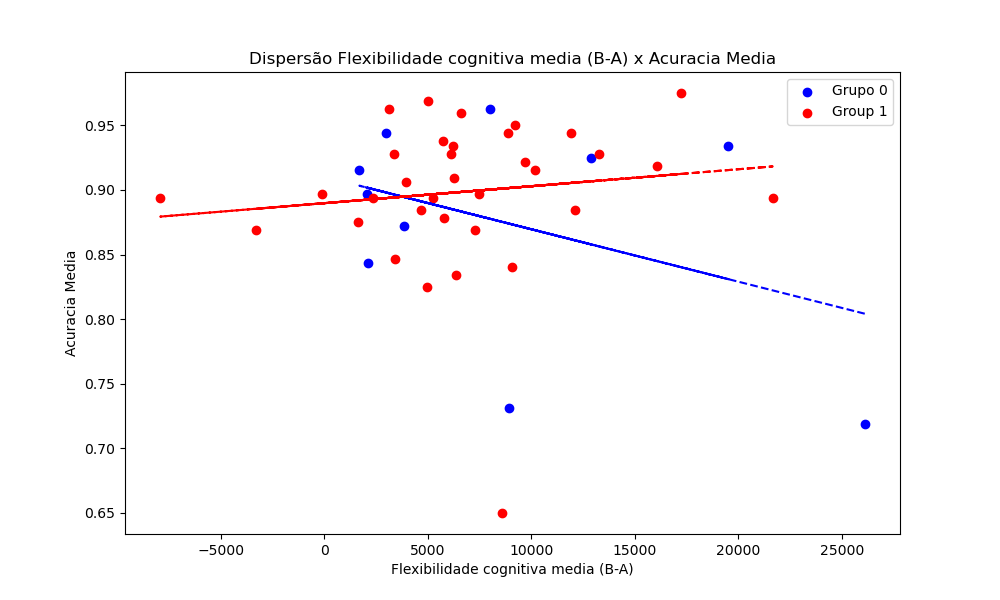 Dispersão Flexibilidade cognitiva media (B-A) x Acuracia Media
Grupo 0
Group 1
Acuracia Media
0.95
0.90
0.85
0.80
0.75
0.70
0.65
−5000
0
5000
10000
15000
20000
25000
Flexibilidade cognitiva media (B-A)